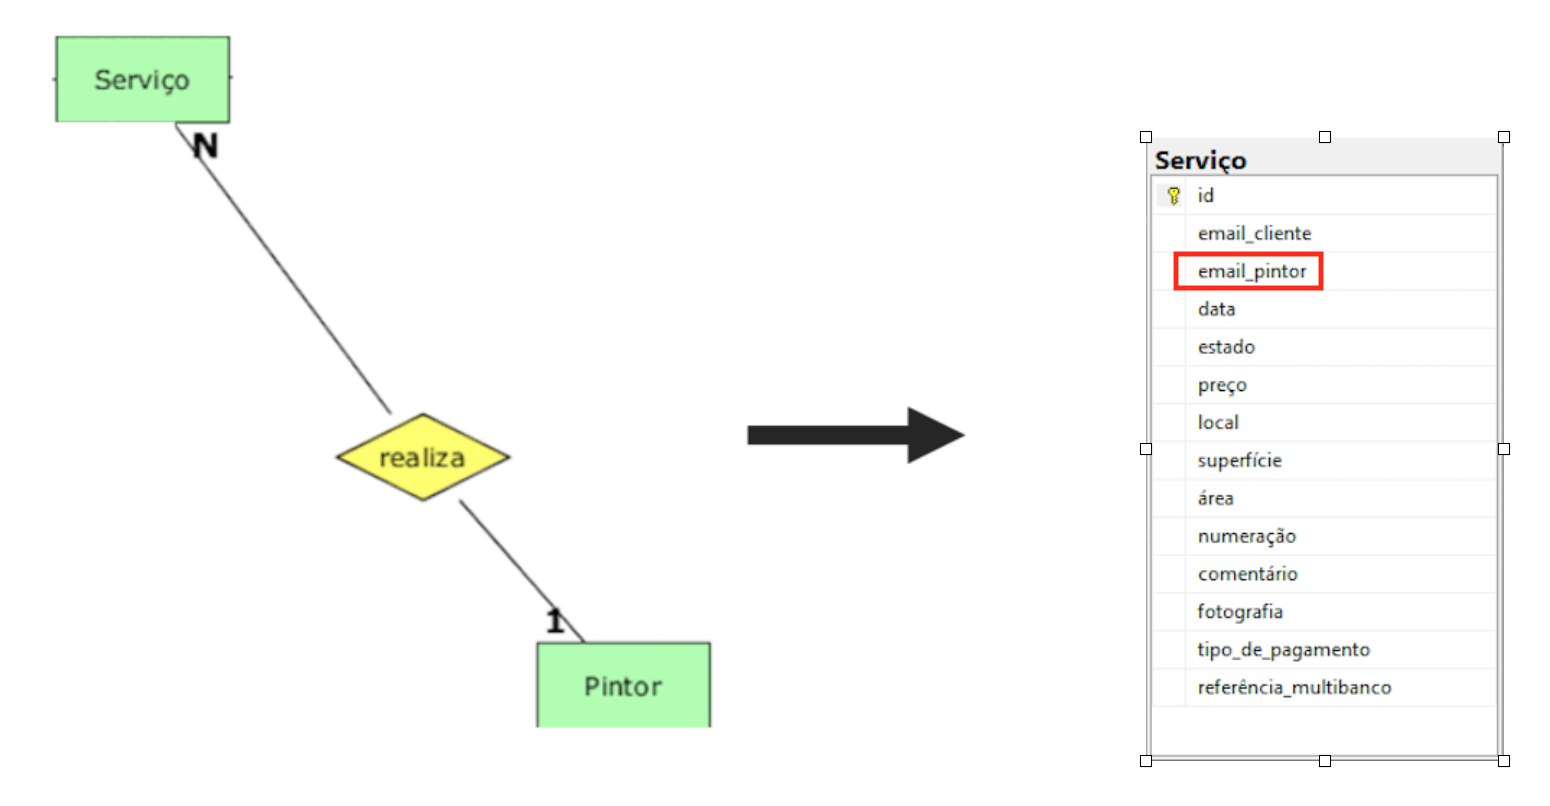 Serviço
N
realiza
1
Pintor
Serviço
id
email_cliente
email_pintor
data
estado
preço
local
superfície
área
numeração
comentário
fotografia
tipo_de_pagamento
referência_multibanco